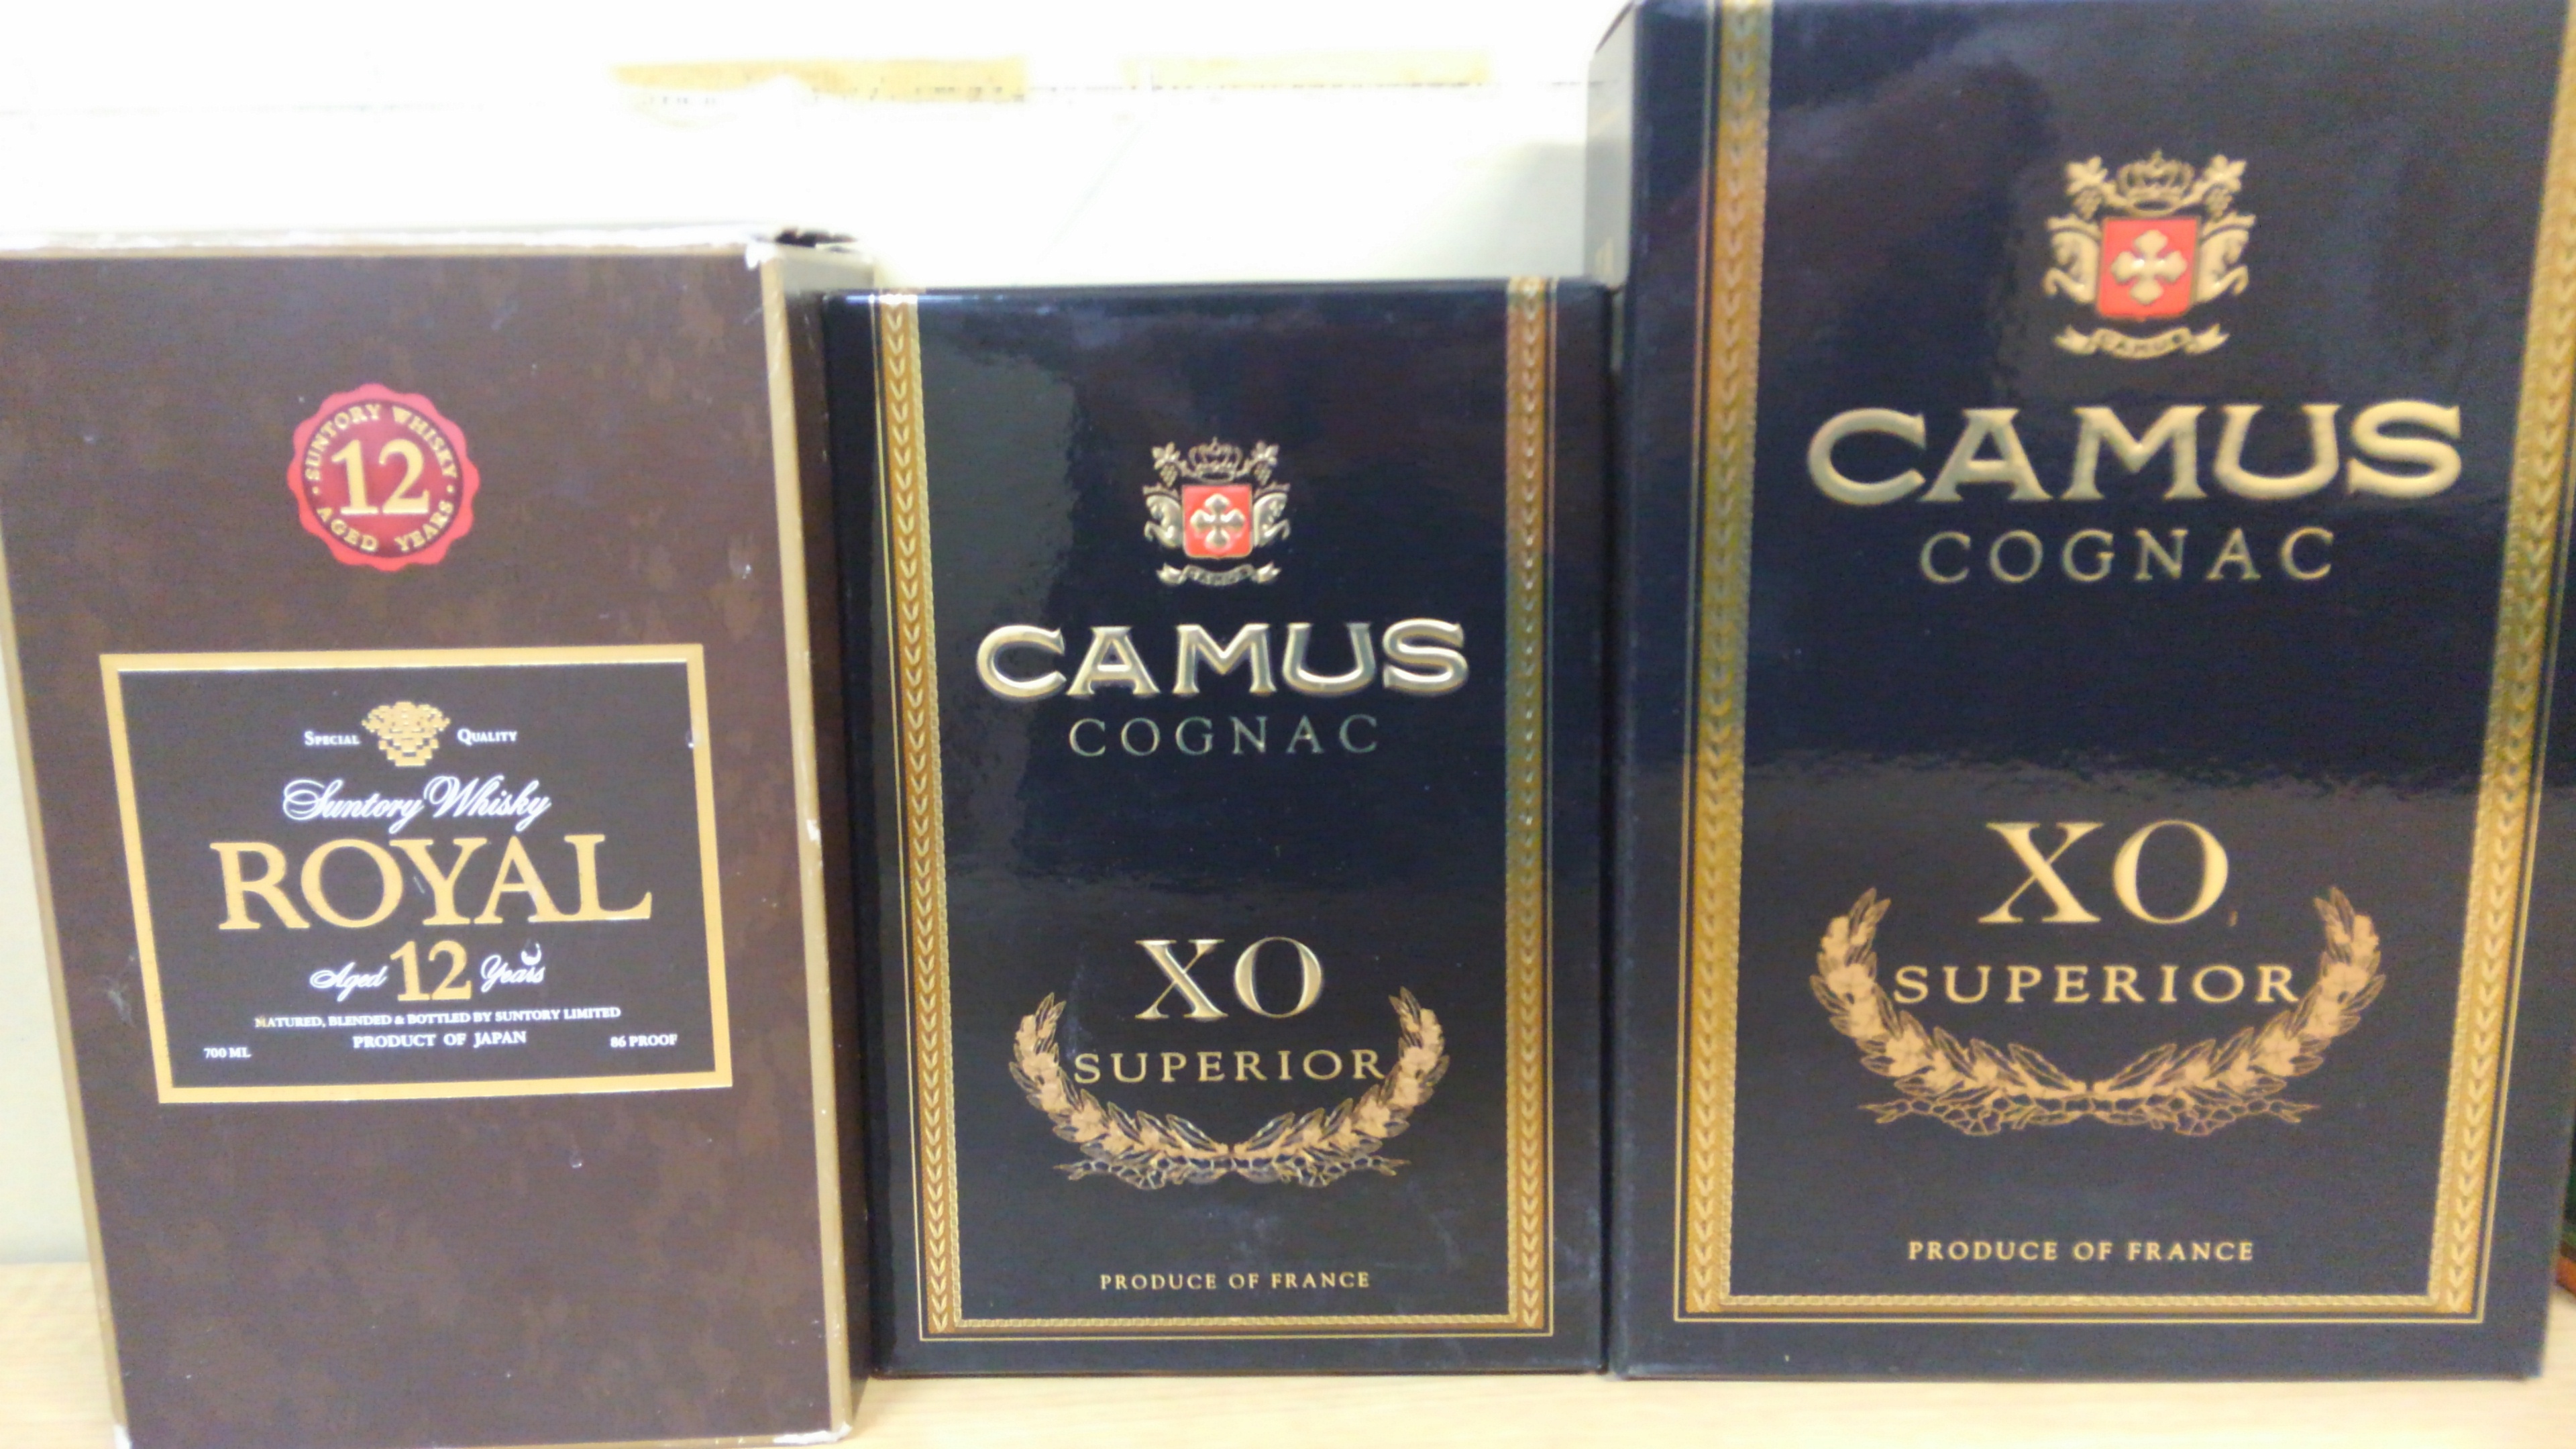 SUNTORY WHISKY
12
AGED YEARS
SPECIAL QUALITY
Suntory Whisky
ROYAL
Aged 12 Years
MATURED, BLENDED & BOTTLED BY SUNTORY LIMITED
PRODUCT OF JAPAN
700 ML 86 PROOF
CAMUS
CAMUS
COGNAC
XO
SUPERIOR
PRODUCE OF FRANCE
CAMUS
CAMUS
COGNAC
XO
SUPERIOR
PRODUCE OF FRANCE